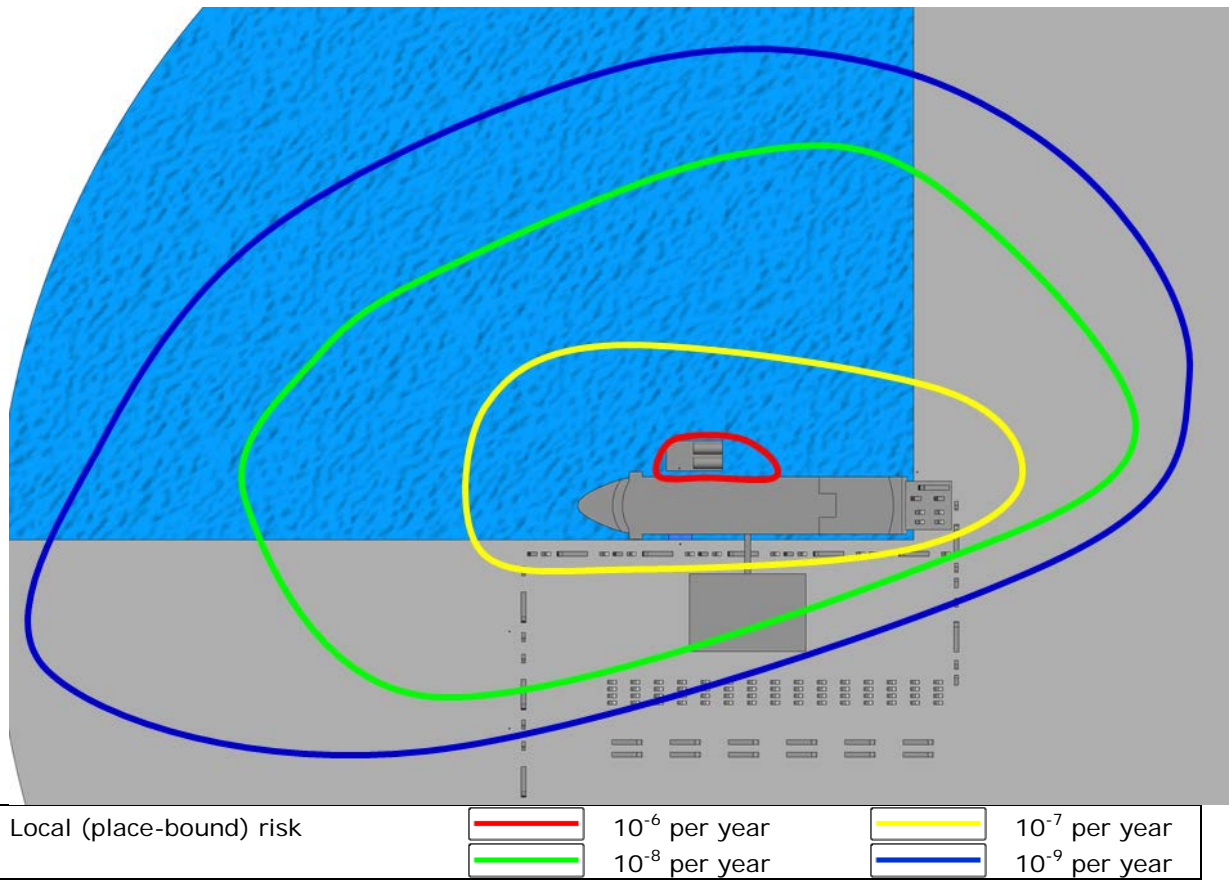 Local (place-bound) risk 10⁻⁶ per year 10⁻⁷ per year
10⁻⁸ per year 10⁻⁹ per year